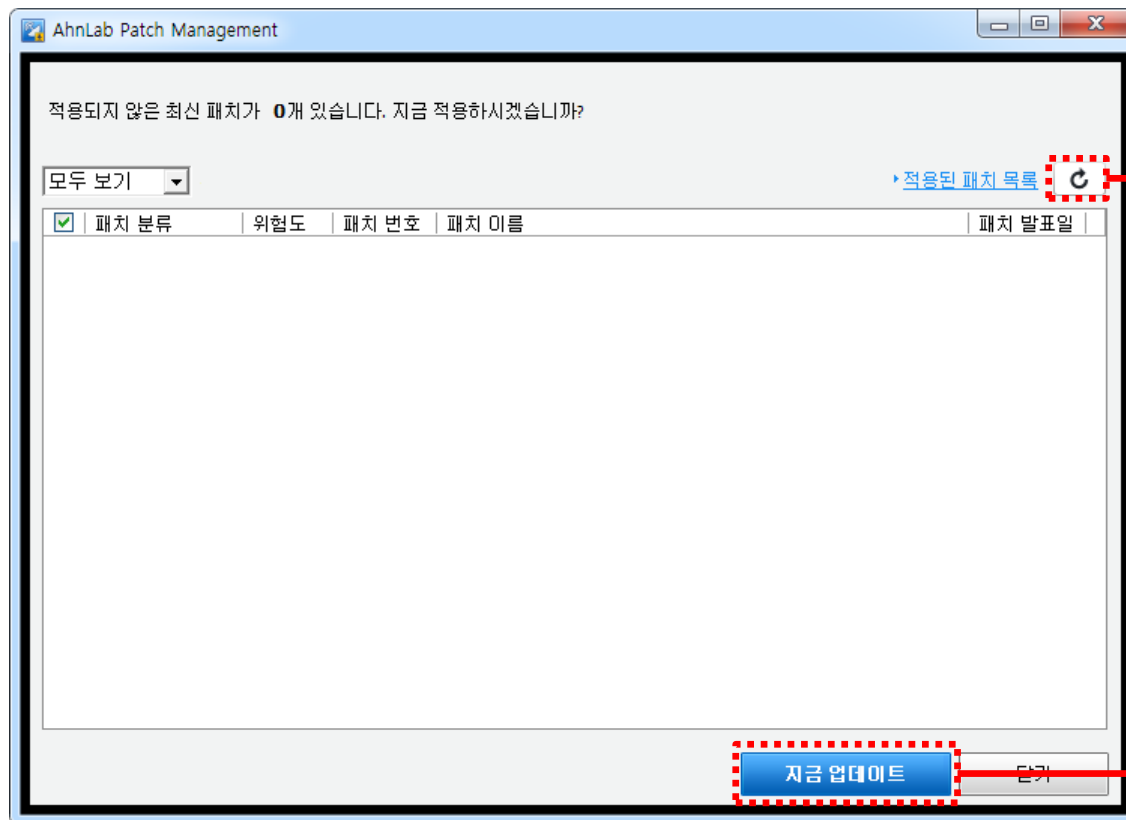 AhnLab Patch Management
적용되지 않은 최신 패치가 0개 있습니다. 지금 적용하시겠습니까?
모두 보기 적용된 패치 목록
패치 분류 위험도 패치 번호 패치 이름 패치 발표일
지금 업데이트 닫기